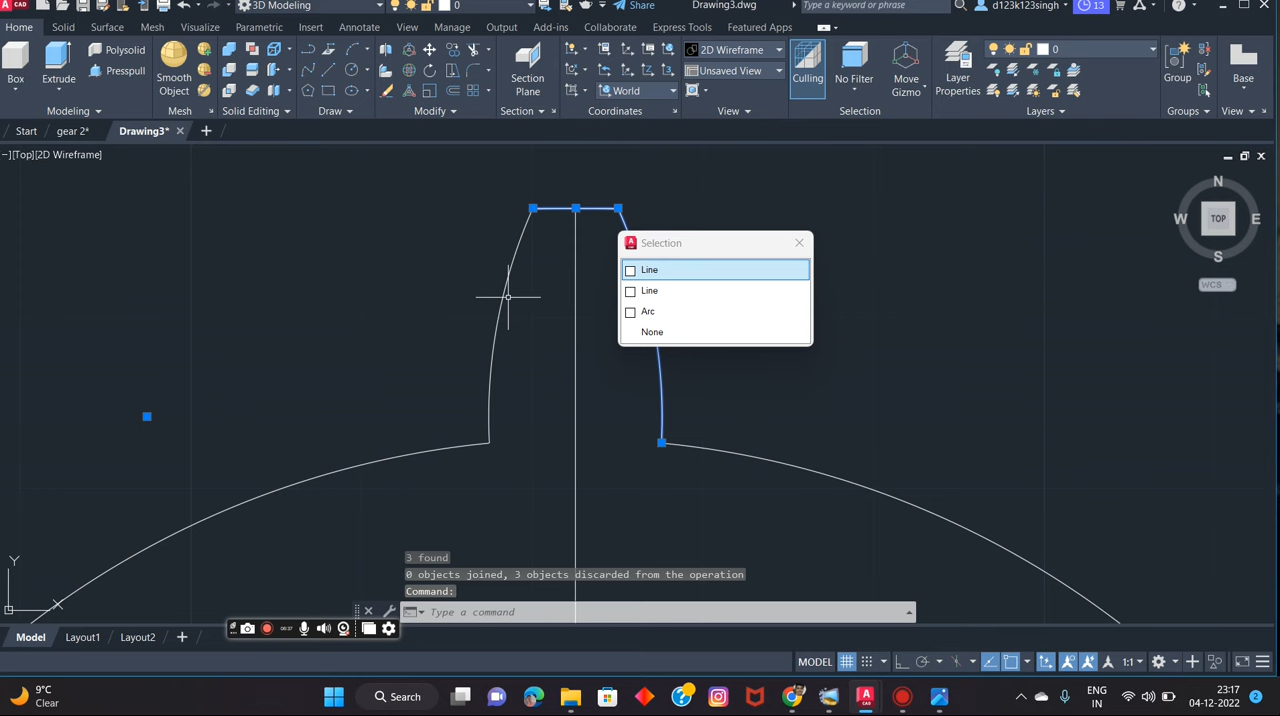 CAD
3D Modeling
0
Share
Drawing3.dwg
Type a keyword or phrase
d123k123singh
13
Home
Solid
Surface
Mesh
Visualize
Parametric
Insert
Annotate
View
Manage
Output
Add-ins
Collaborate
Express Tools
Featured Apps
Box
Extrude
Polysolid
Presspull
Smooth
Object
Section
Plane
World
2D Wireframe
Unsaved View
Culling
No Filter
Move
Gizmo
Layer
Properties
0
Group
Base
Modeling
Mesh
Solid Editing
Draw
Modify
Section
Coordinates
View
Selection
Layers
Groups
View
Start
gear 2*
Drawing3*
–][Top][2D Wireframe]
N
W
TOP
E
S
WCS
Selection
Line
Line
Arc
None
Y
X
3 found
0 objects joined, 3 objects discarded from the operation
Command:
Type a command
00:37
Model
Layout1
Layout2
MODEL
1:1
9°C
Clear
Search
ENG
IN
23:17
04-12-2022
2